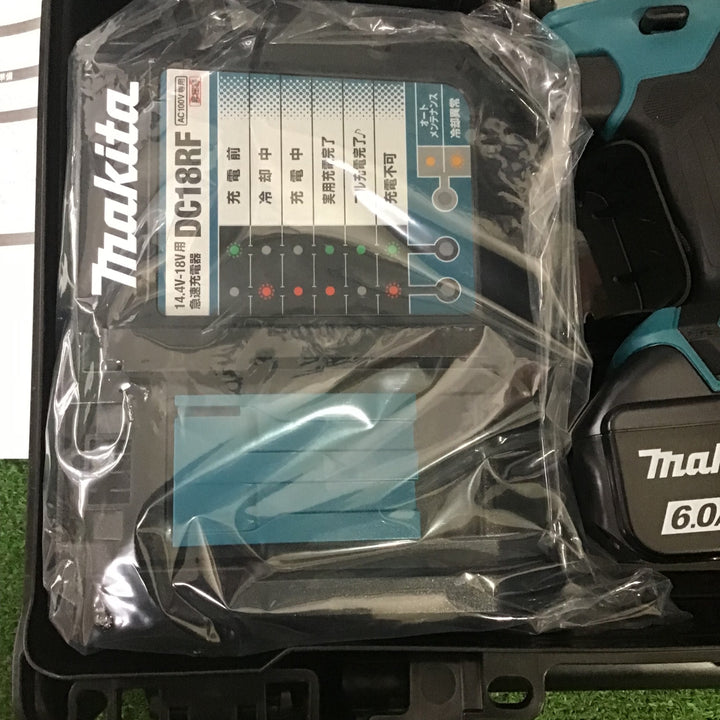 makita
14.4V-18V用
急速充電器
DC18RF
AC100V専用
充電前
冷却中
充電中
実用充電完了
フル充電完了♪
充電不可
オート
メンテナンス
冷却異常
6.0